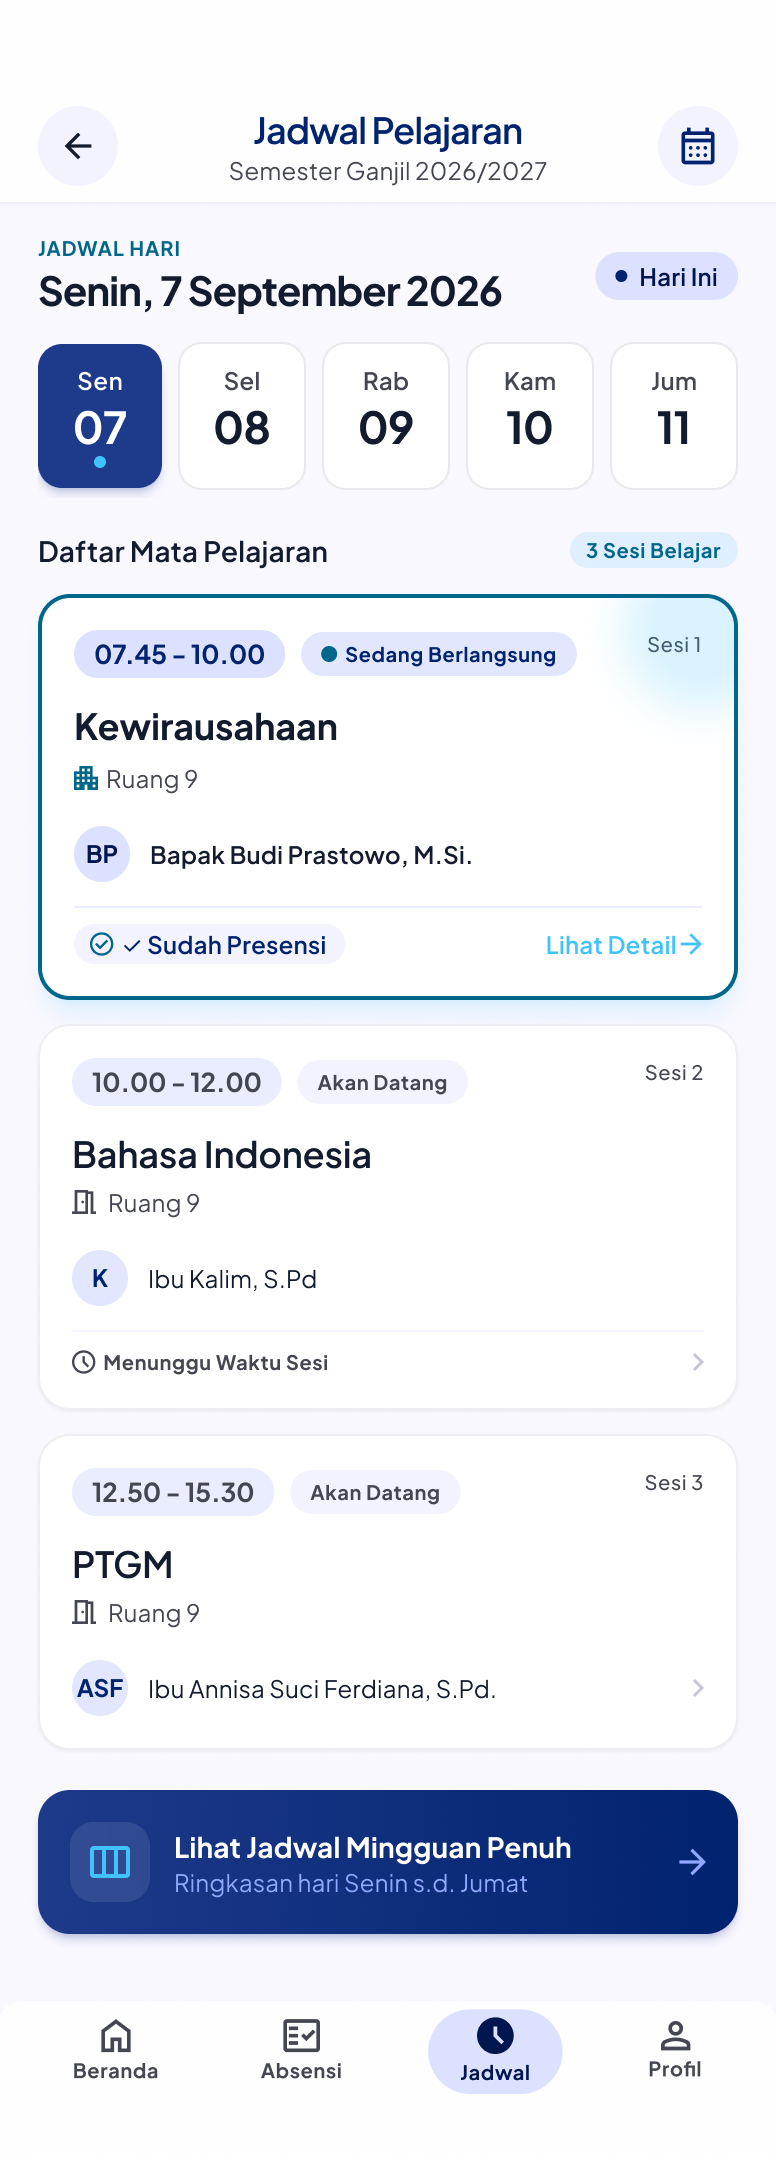 Jadwal Pelajaran
Semester Ganjil 2026/2027
JADWAL HARI
Senin, 7 September 2026
Hari Ini
Sen
07
Sel
08
Rab
09
Kam
10
Jum
11
Daftar Mata Pelajaran
3 Sesi Belajar
07.45 – 10.00
Sedang Berlangsung
Sesi 1
Kewirausahaan
Ruang 9
BP
Bapak Budi Prastowo, M.Si.
✓ Sudah Presensi
Lihat Detail
10.00 – 12.00
Akan Datang
Sesi 2
Bahasa Indonesia
Ruang 9
K
Ibu Kalim, S.Pd
Menunggu Waktu Sesi
12.50 – 15.30
Akan Datang
Sesi 3
PTGM
Ruang 9
ASF
Ibu Annisa Suci Ferdiana, S.Pd.
Lihat Jadwal Mingguan Penuh
Ringkasan hari Senin s.d. Jumat
Beranda
Absensi
Jadwal
Profil